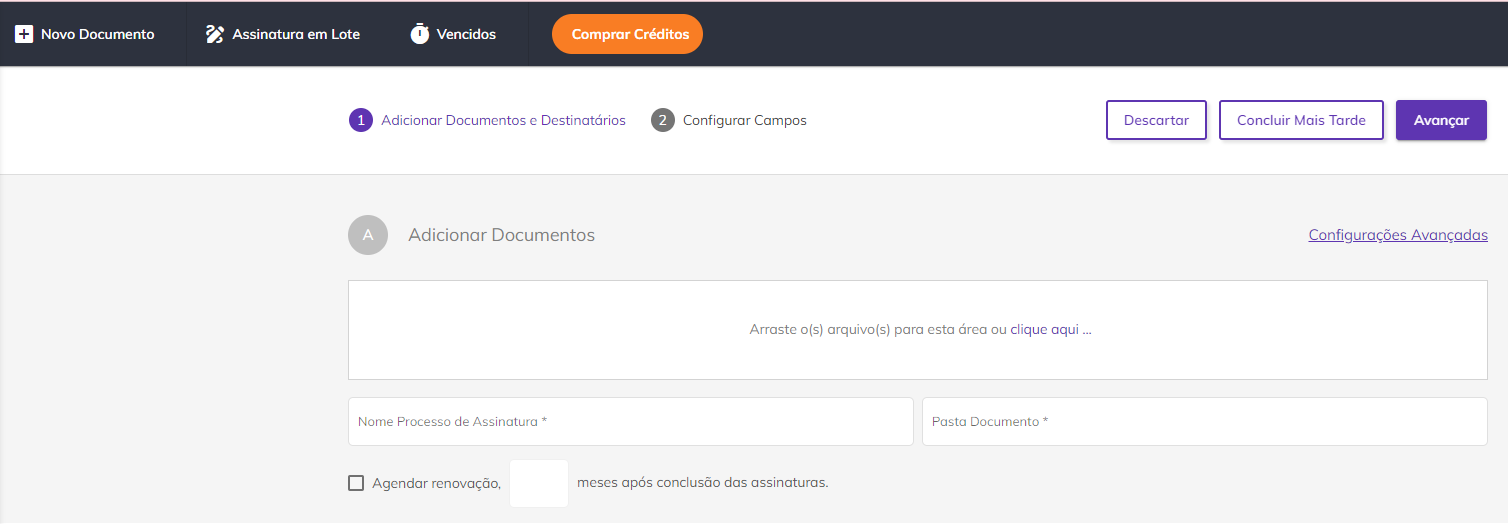 Novo Documento
Assinatura em Lote
Vencidos
Comprar Créditos
1 Adicionar Documentos e Destinatários
2 Configurar Campos
Descartar
Concluir Mais Tarde
Avançar
A Adicionar Documentos
Configurações Avançadas
Arraste o(s) arquivo(s) para esta área ou clique aqui ...
Nome Processo de Assinatura *
Pasta Documento *
Agendar renovação, meses após conclusão das assinaturas.